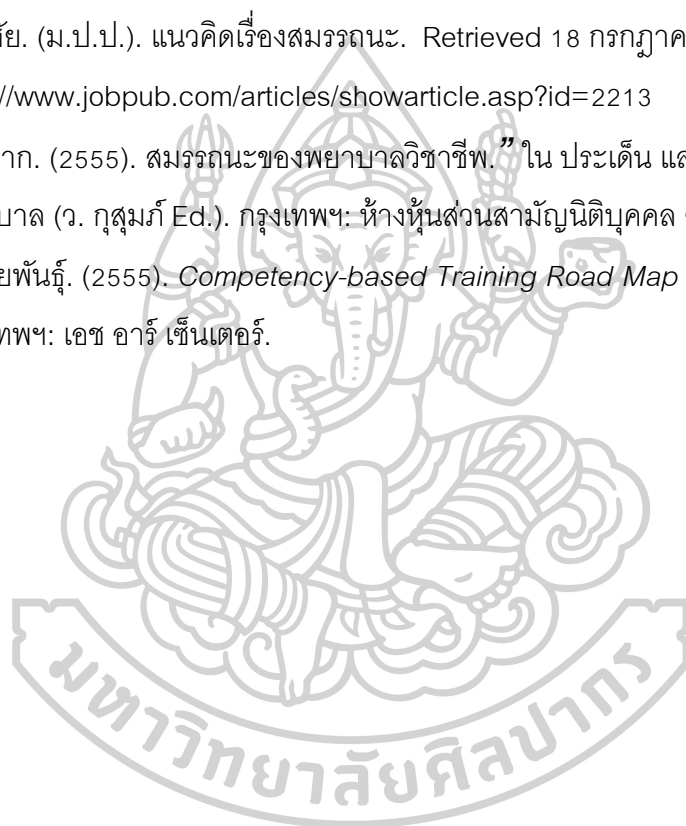 ัย. (ม.ป.ป.). แนวคิดเรื่องสมรรถนะ. Retrieved 18 กรกฎาค
//www.jobpub.com/articles/showarticle.asp?id=2213
าก. (2555). สมรรถนะของพยาบาลวิชาชีพ.” ใน ประเด็น แล
บาล (ว. กุสุมภ์ Ed.). กรุงเทพฯ: ห้างหุ้นส่วนสามัญนิติบุคคล
ยพันธุ์. (2555). Competency-based Training Road Map
ทพฯ: เอช อาร์ เซ็นเตอร์.
มหาวิทยาลัยศิลปากร